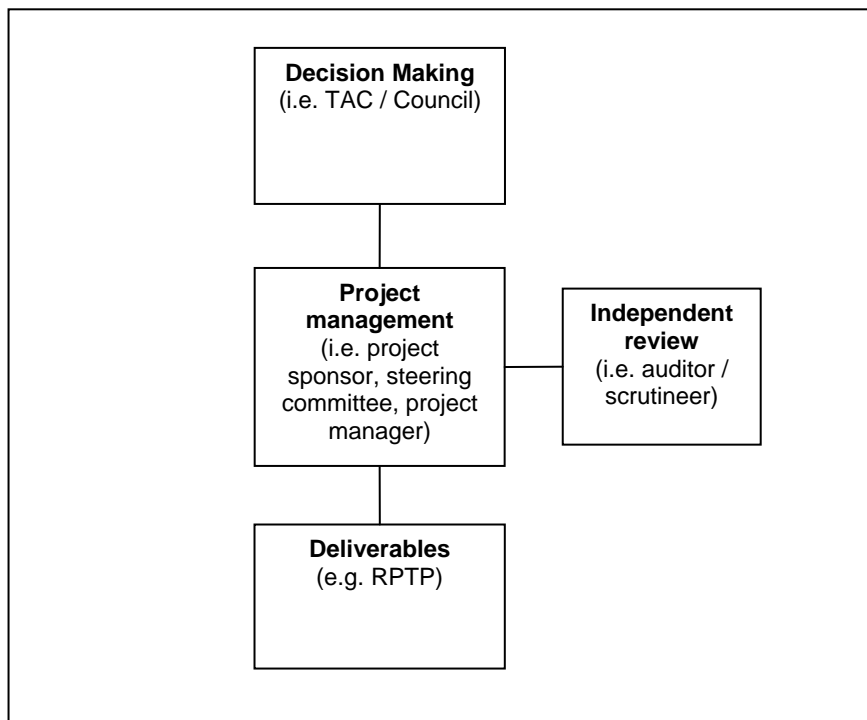 Decision Making
(i.e. TAC / Council)
Project
management
(i.e. project
sponsor, steering
committee, project
manager)
Independent
review
(i.e. auditor /
scrutineer)
Deliverables
(e.g. RPTP)